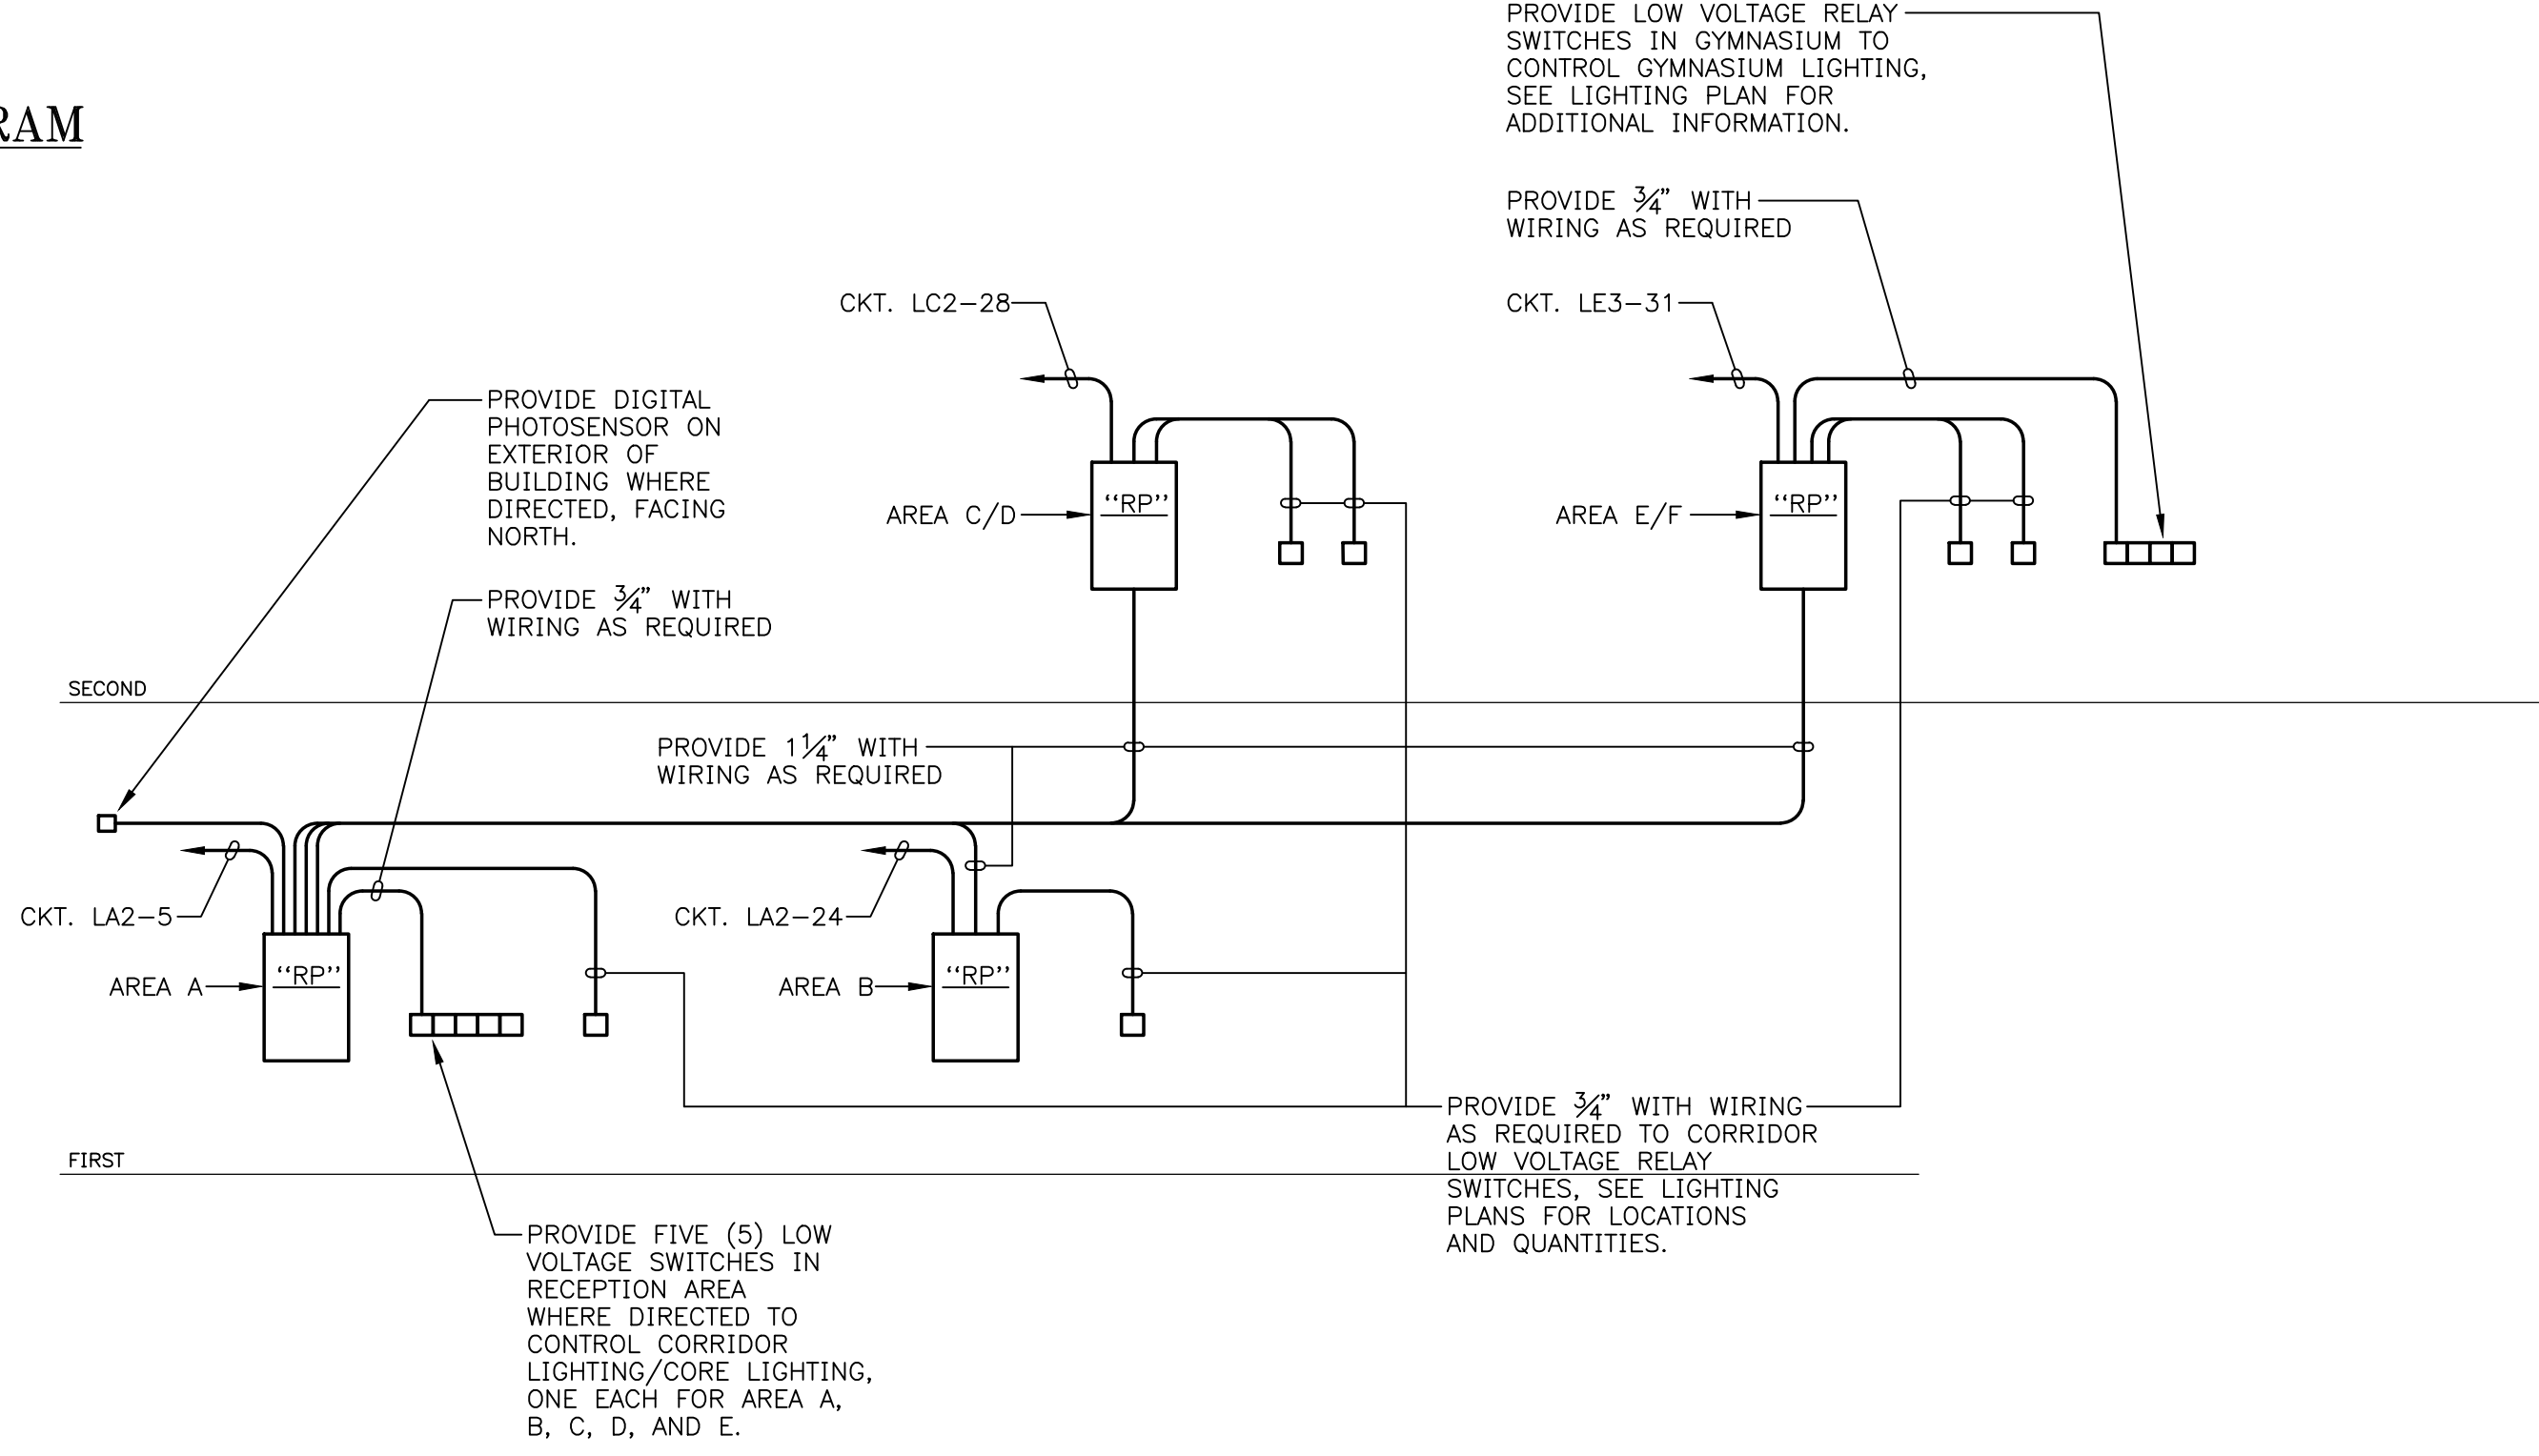 RAM
PROVIDE LOW VOLTAGE RELAY
SWITCHES IN GYMNASIUM TO
CONTROL GYMNASIUM LIGHTING,
SEE LIGHTING PLAN FOR
ADDITIONAL INFORMATION.
PROVIDE 3/4" WITH
WIRING AS REQUIRED
CKT. LC2-28
CKT. LE3-31
PROVIDE DIGITAL
PHOTOSENSOR ON
EXTERIOR OF
BUILDING WHERE
DIRECTED, FACING
NORTH.
AREA C/D
"RP"
AREA E/F
"RP"
PROVIDE 3/4" WITH
WIRING AS REQUIRED
SECOND
PROVIDE 1 1/4" WITH
WIRING AS REQUIRED
CKT. LA2-5
CKT. LA2-24
AREA A
"RP"
AREA B
"RP"
PROVIDE 3/4" WITH WIRING
AS REQUIRED TO CORRIDOR
LOW VOLTAGE RELAY
SWITCHES, SEE LIGHTING
PLANS FOR LOCATIONS
AND QUANTITIES.
FIRST
PROVIDE FIVE (5) LOW
VOLTAGE SWITCHES IN
RECEPTION AREA
WHERE DIRECTED TO
CONTROL CORRIDOR
LIGHTING/CORE LIGHTING,
ONE EACH FOR AREA A,
B, C, D, AND E.